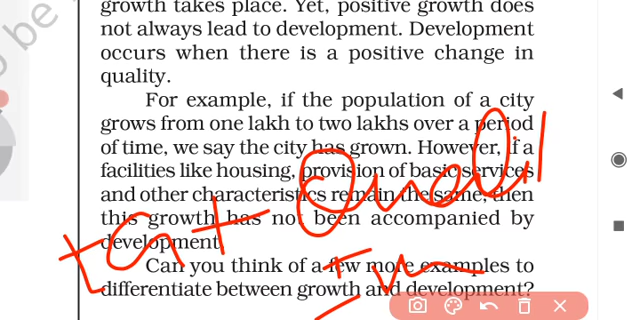 growth takes place. Yet, positive growth does
not always lead to development. Development
occurs when there is a positive change in
quality.
For example, if the population of a city
grows from one lakh to two lakhs over a period
of time, we say the city has grown. However, if a
facilities like housing, provision of basic services
and other characteristics remain the same, then
this growth has not been accompanied by
development.
Can you think of a few more examples to
differentiate between growth and development?
to be